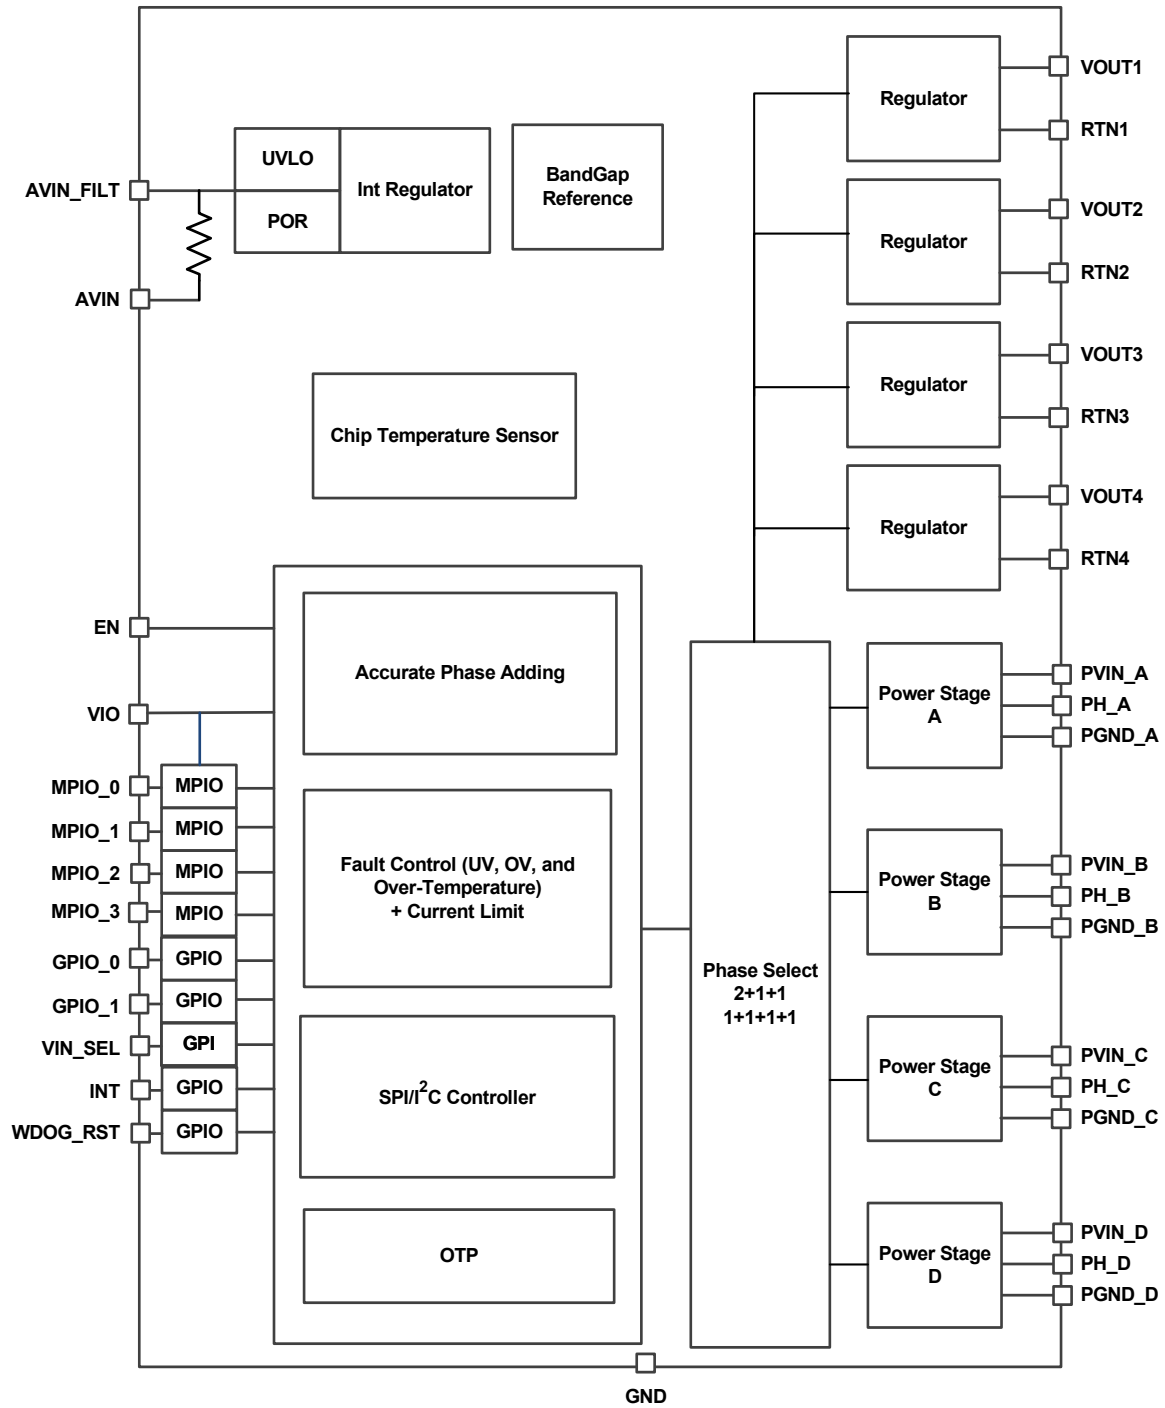 VOUT1
Regulator
RTN1
UVLO
Int Regulator
POR
BandGap
Reference
AVIN_FILT
AVIN
VOUT2
Regulator
RTN2
VOUT3
Regulator
RTN3
Chip Temperature Sensor
VOUT4
Regulator
RTN4
EN
VIO
MPIO_0
MPIO
MPIO_1
MPIO
MPIO_2
MPIO
MPIO_3
MPIO
GPIO_0
GPIO
GPIO_1
GPIO
VIN_SEL
GPI
INT
GPIO
WDOG_RST
GPIO
Accurate Phase Adding
Fault Control (UV, OV, and
Over-Temperature)
+ Current Limit
SPI/I²C Controller
OTP
Phase Select
2+1+1
1+1+1+1
Power Stage
A
PVIN_A
PH_A
PGND_A
Power Stage
B
PVIN_B
PH_B
PGND_B
Power Stage
C
PVIN_C
PH_C
PGND_C
Power Stage
D
PVIN_D
PH_D
PGND_D
GND